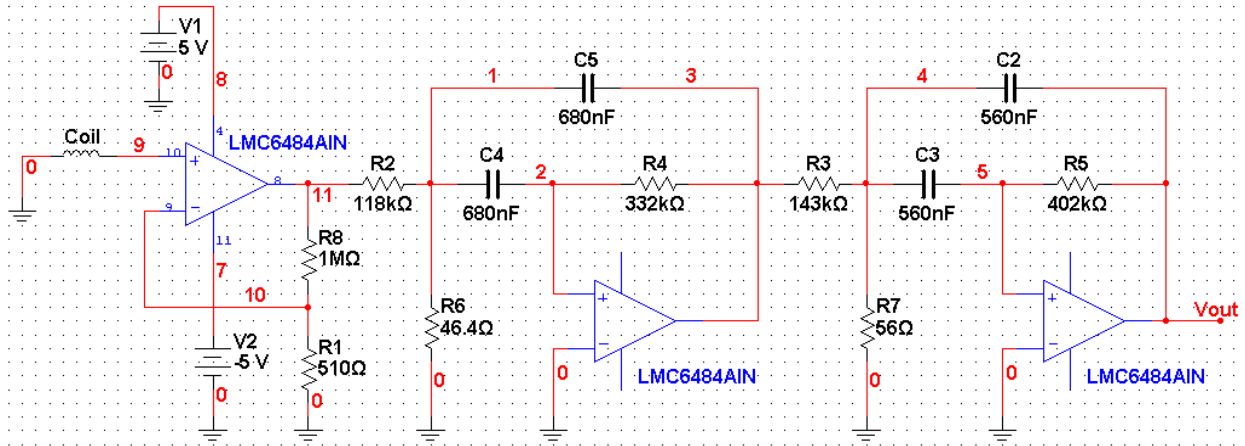 V1
5 V
0
8
Coil
9
0
4
10
LMC6484AIN
8
9
11
11
7
R8
1MΩ
10
V2
-5 V
0
R1
510Ω
0
R2
118kΩ
1
C5
680nF
3
C4
680nF
2
R4
332kΩ
R6
46.4Ω
0
0
LMC6484AIN
R3
143kΩ
4
C2
560nF
C3
560nF
5
R5
402kΩ
R7
56Ω
0
0
LMC6484AIN
Vout